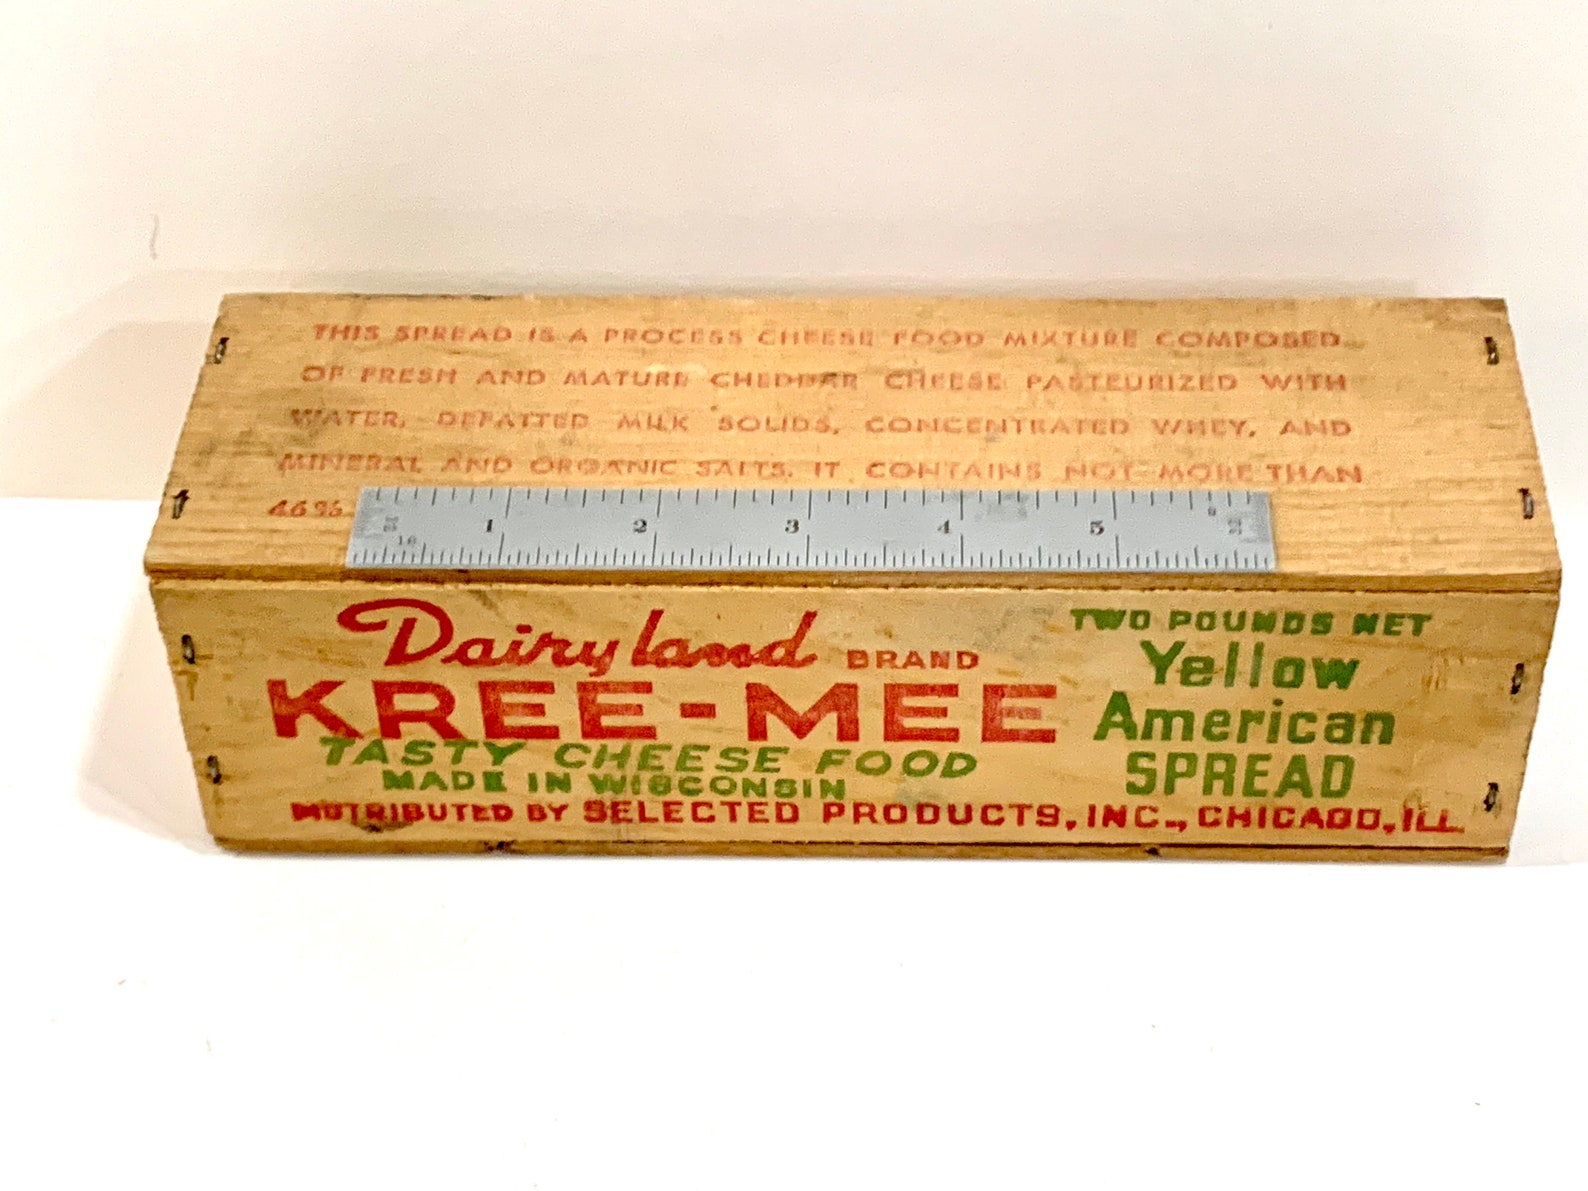 THIS SPREAD IS A PROCESS CHEESE FOOD MIXTURE COMPOSED
OF FRESH AND MATURE CHEDDAR CHEESE PASTEURIZED WITH
WATER, DEFATTED MILK SOLIDS, CONCENTRATED WHEY, AND
MINERAL AND ORGANIC SALTS. IT CONTAINS NOT MORE THAN
46%
1 2 3 4 5
16
Dairyland BRAND
KREE-MEE
TASTY CHEESE FOOD
MADE IN WISCONSIN
TWO POUNDS NET
Yellow
American
SPREAD
DISTRIBUTED BY SELECTED PRODUCTS, INC., CHICAGO, ILL.